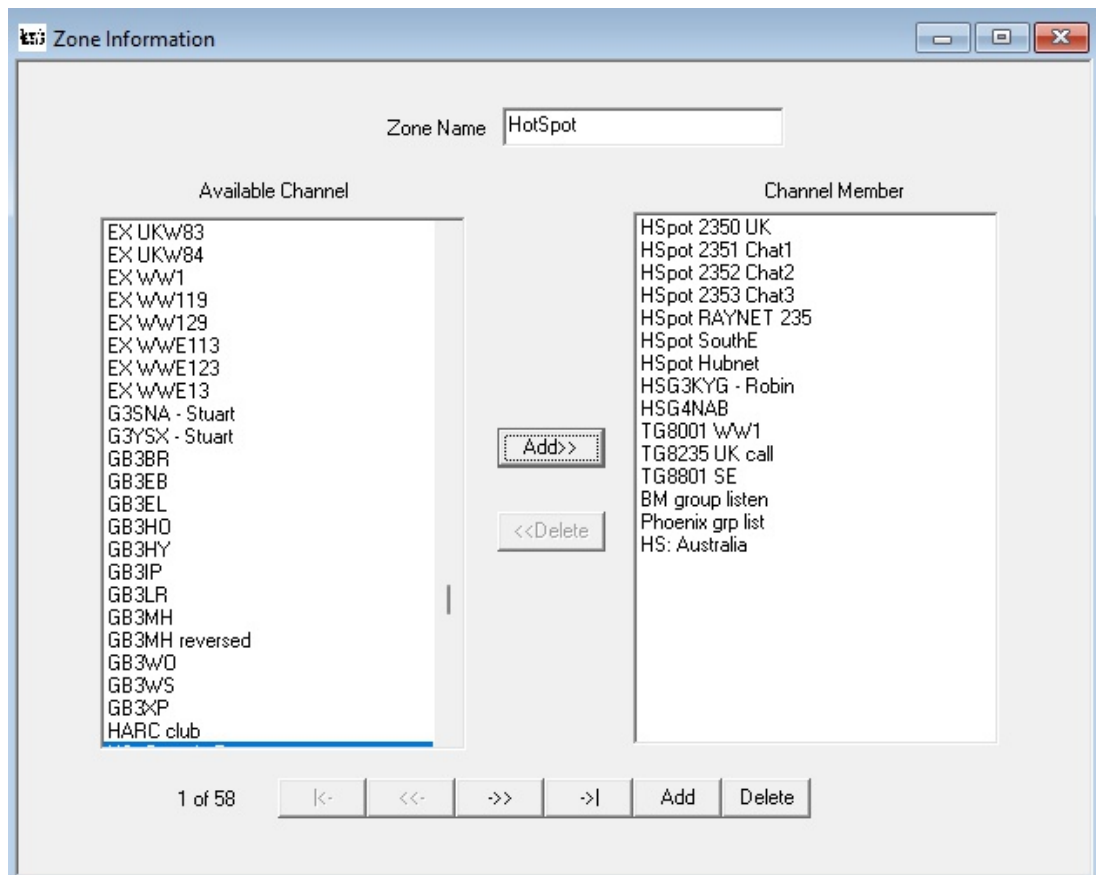 Zone Information
Zone Name HotSpot
Available Channel
Channel Member
EX UKW83
EX UKW84
EX WW1
EX WW119
EX WW129
EX WWE113
EX WWE123
EX WWE13
G3SNA - Stuart
G3YSX - Stuart
GB3BR
GB3EB
GB3EL
GB3HO
GB3HY
GB3IP
GB3LR
GB3MH
GB3MH reversed
GB3WO
GB3WS
GB3XP
HARC club
Add>>
<<Delete
HSpot 2350 UK
HSpot 2351 Chat1
HSpot 2352 Chat2
HSpot 2353 Chat3
HSpot RAYNET 235
HSpot SouthE
HSpot Hubnet
HSG3KYG - Robin
HSG4NAB
TG8001 WW1
TG8235 UK call
TG8801 SE
BM group listen
Phoenix grp list
HS: Australia
1 of 58 |<- <<- ->> ->| Add Delete